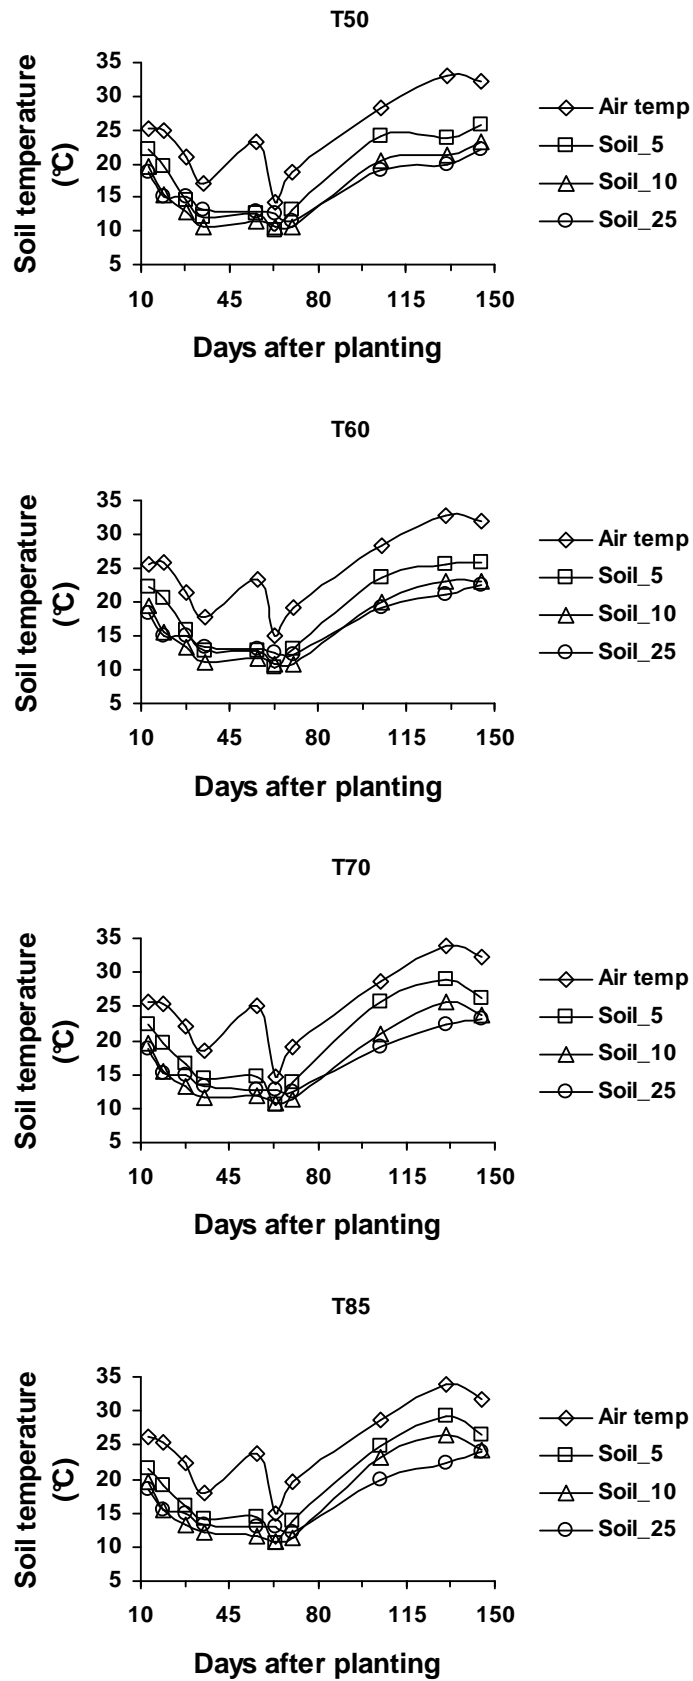 T50
35
30
25
20
15
10
5
Soil temperature
(℃)
10 45 80 115 150
Days after planting
Air temp
Soil_5
Soil_10
Soil_25
T60
35
30
25
20
15
10
5
Soil temperature
(℃)
10 45 80 115 150
Days after planting
Air temp
Soil_5
Soil_10
Soil_25
T70
35
30
25
20
15
10
5
Soil temperature
(℃)
10 45 80 115 150
Days after planting
Air temp
Soil_5
Soil_10
Soil_25
T85
35
30
25
20
15
10
5
Soil temperature
(℃)
10 45 80 115 150
Days after planting
Air temp
Soil_5
Soil_10
Soil_25